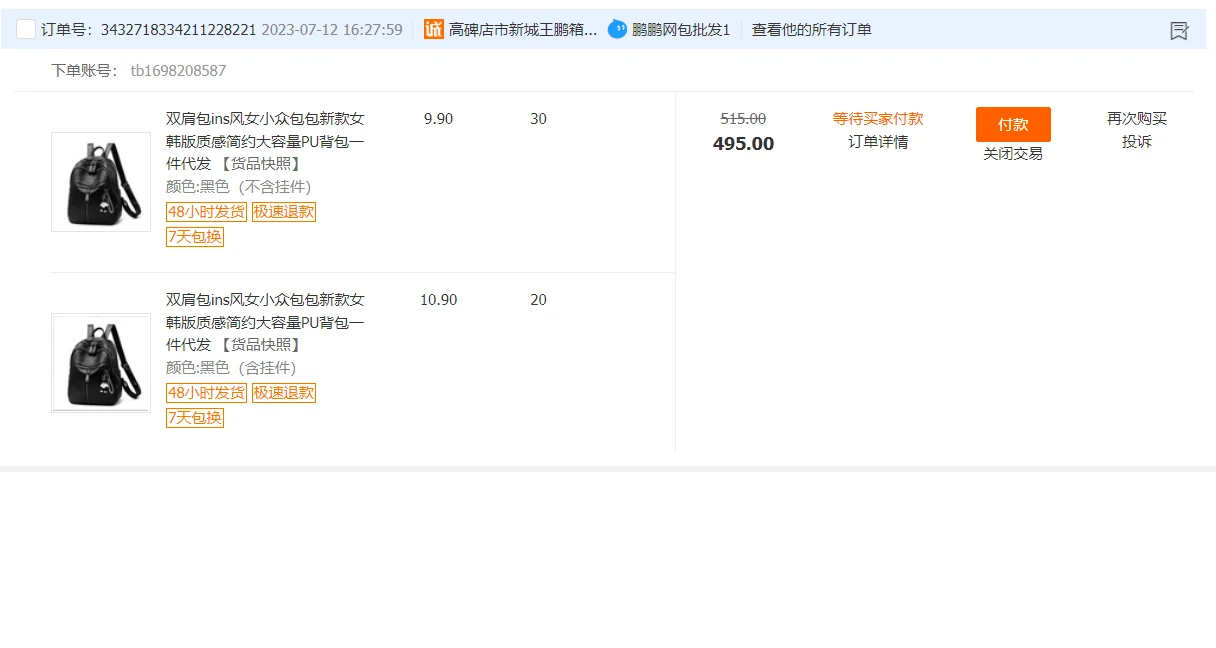 订单号：3432718334211228221 2023-07-12 16:27:59 诚 高碑店市新城王鹏箱... 鹏鹏网包批发1 查看他的所有订单
下单账号： tb1698208587
双肩包ins风女小众包包新款女 9.90 30 515.00 等待买家付款 付款 再次购买
韩版质感简约大容量PU背包一 495.00 订单详情 关闭交易 投诉
件代发 【货品快照】
颜色:黑色（不含挂件）
48小时发货 极速退款
7天包换
双肩包ins风女小众包包新款女 10.90 20
韩版质感简约大容量PU背包一
件代发 【货品快照】
颜色:黑色（含挂件）
48小时发货 极速退款
7天包换